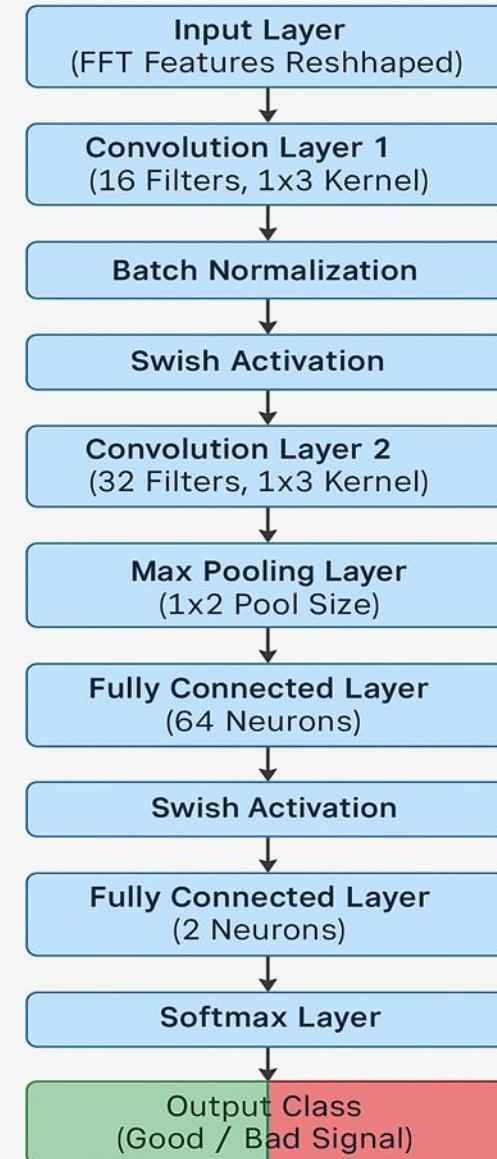 Input Layer
(FFT Features Reshhaped)
Convolution Layer 1
(16 Filters, 1x3 Kernel)
Batch Normalization
Swish Activation
Convolution Layer 2
(32 Filters, 1x3 Kernel)
Max Pooling Layer
(1x2 Pool Size)
Fully Connected Layer
(64 Neurons)
Swish Activation
Fully Connected Layer
(2 Neurons)
Softmax Layer
Output Class
(Good / Bad Signal)